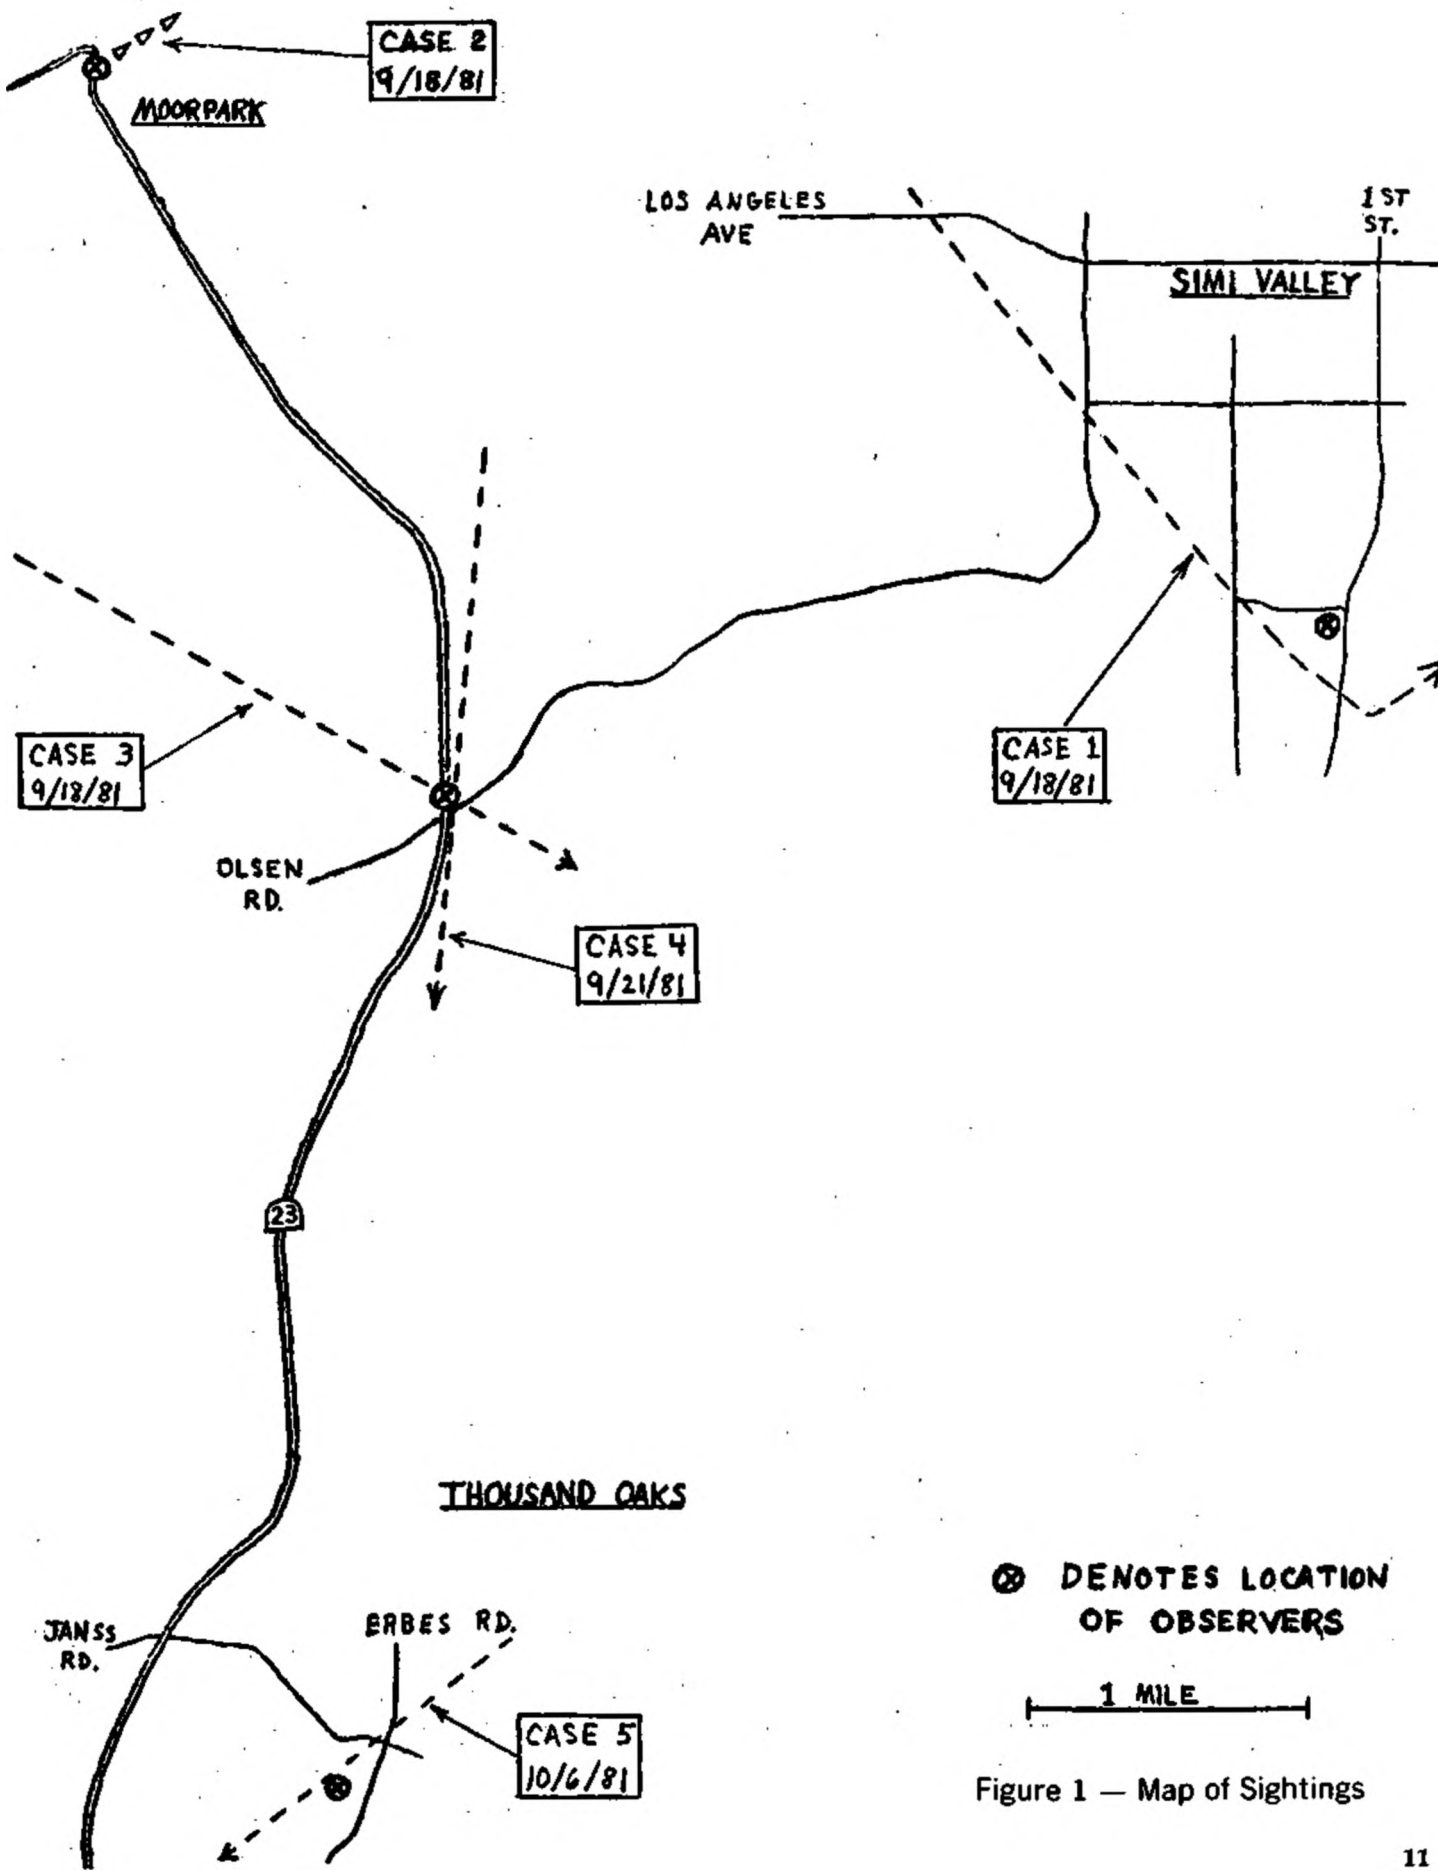 CASE 2
9/18/81
MOORPARK
LOS ANGELES
AVE
1ST
ST.
SIMI VALLEY
CASE 3
9/18/81
CASE 1
9/18/81
OLSEN
RD.
CASE 4
9/21/81
23
THOUSAND OAKS
DENOTES LOCATION
OF OBSERVERS
JANSS
RD.
ERBES RD.
1 MILE
CASE 5
10/6/81
Figure 1 — Map of Sightings
11